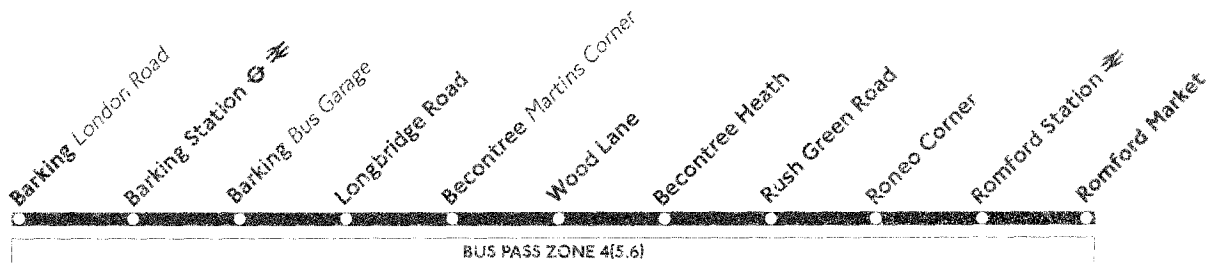 Barking London Road
Barking Station
Barking Bus Garage
Longbridge Road
Becontree Martins Corner
Wood Lane
Becontree Heath
Rush Green Road
Roneo Corner
Romford Station
Romford Market
BUS PASS ZONE 4(5.6)